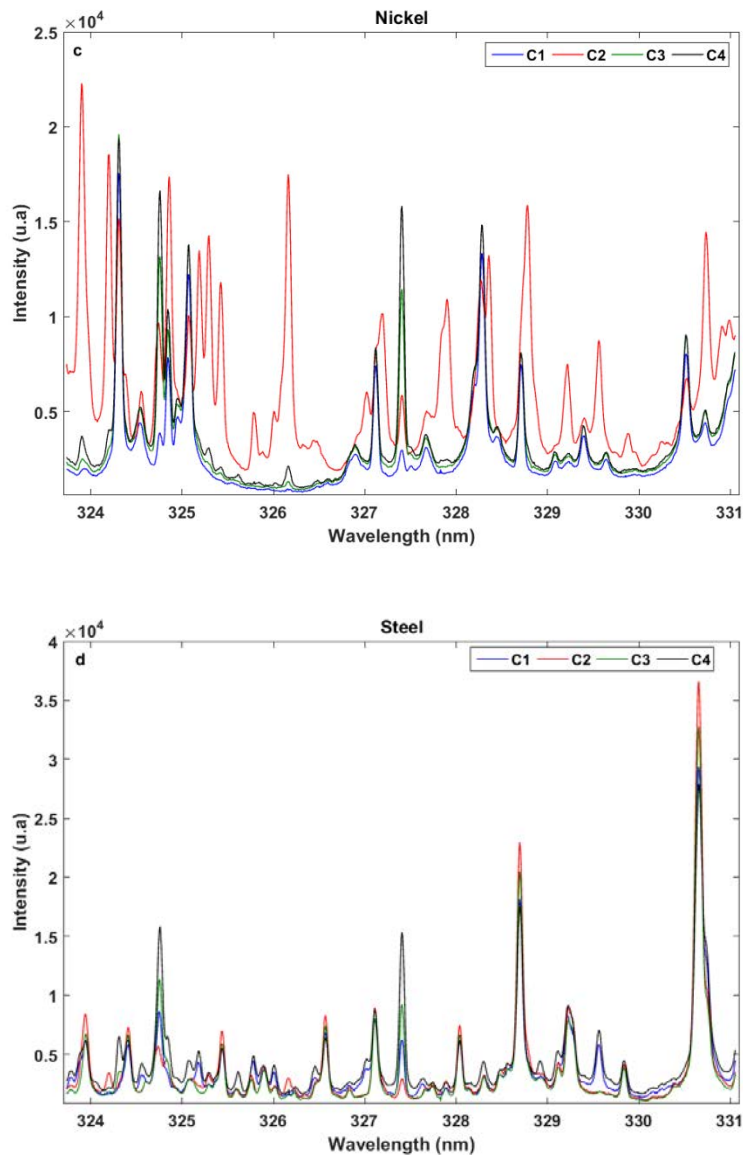 Nickel
×10⁴
c
C1 C2 C3 C4
2.5
2
1.5
1
0.5
Intensity (u.a)
324 325 326 327 328 329 330 331
Wavelength (nm)
Steel
×10⁴
d
C1 C2 C3 C4
4
3.5
3
2.5
2
1.5
1
0.5
Intensity (u.a)
324 325 326 327 328 329 330 331
Wavelength (nm)